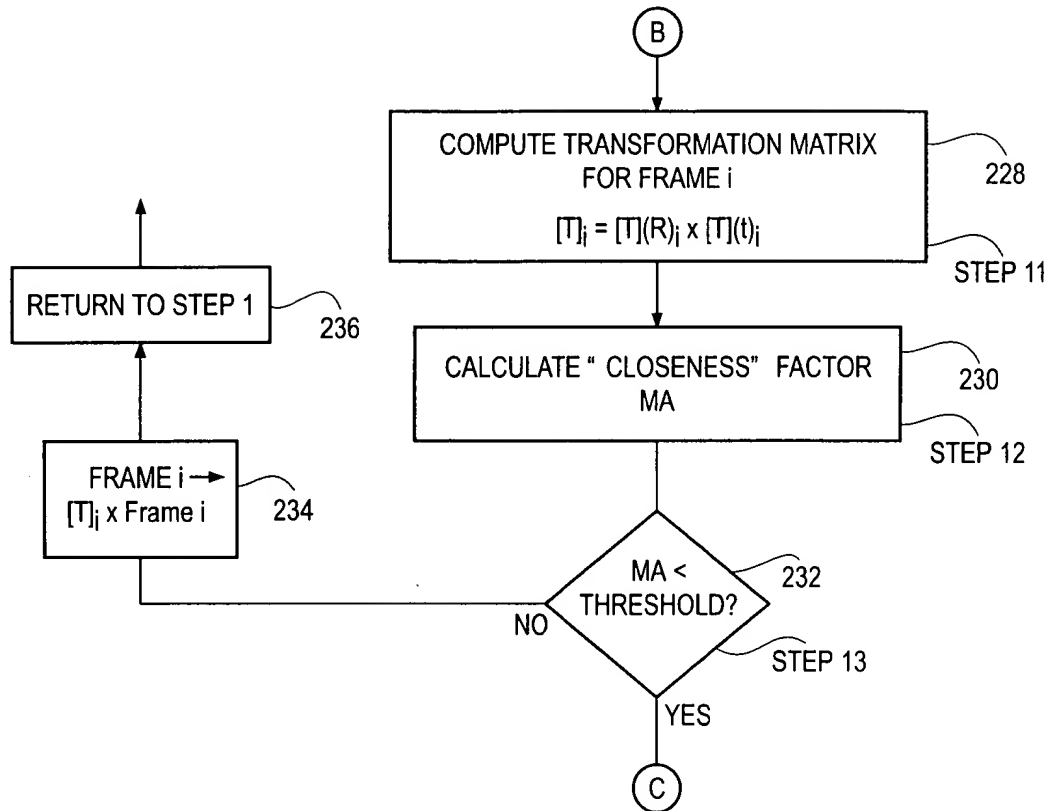 B
COMPUTE TRANSFORMATION MATRIX
FOR FRAME i
[T]i = [T](R)i x [T](t)i
228
STEP 11
CALCULATE “ CLOSENESS” FACTOR
MA
230
STEP 12
MA <
THRESHOLD?
232
STEP 13
NO
YES
C
FRAME i →
[T]i x Frame i
234
RETURN TO STEP 1
236